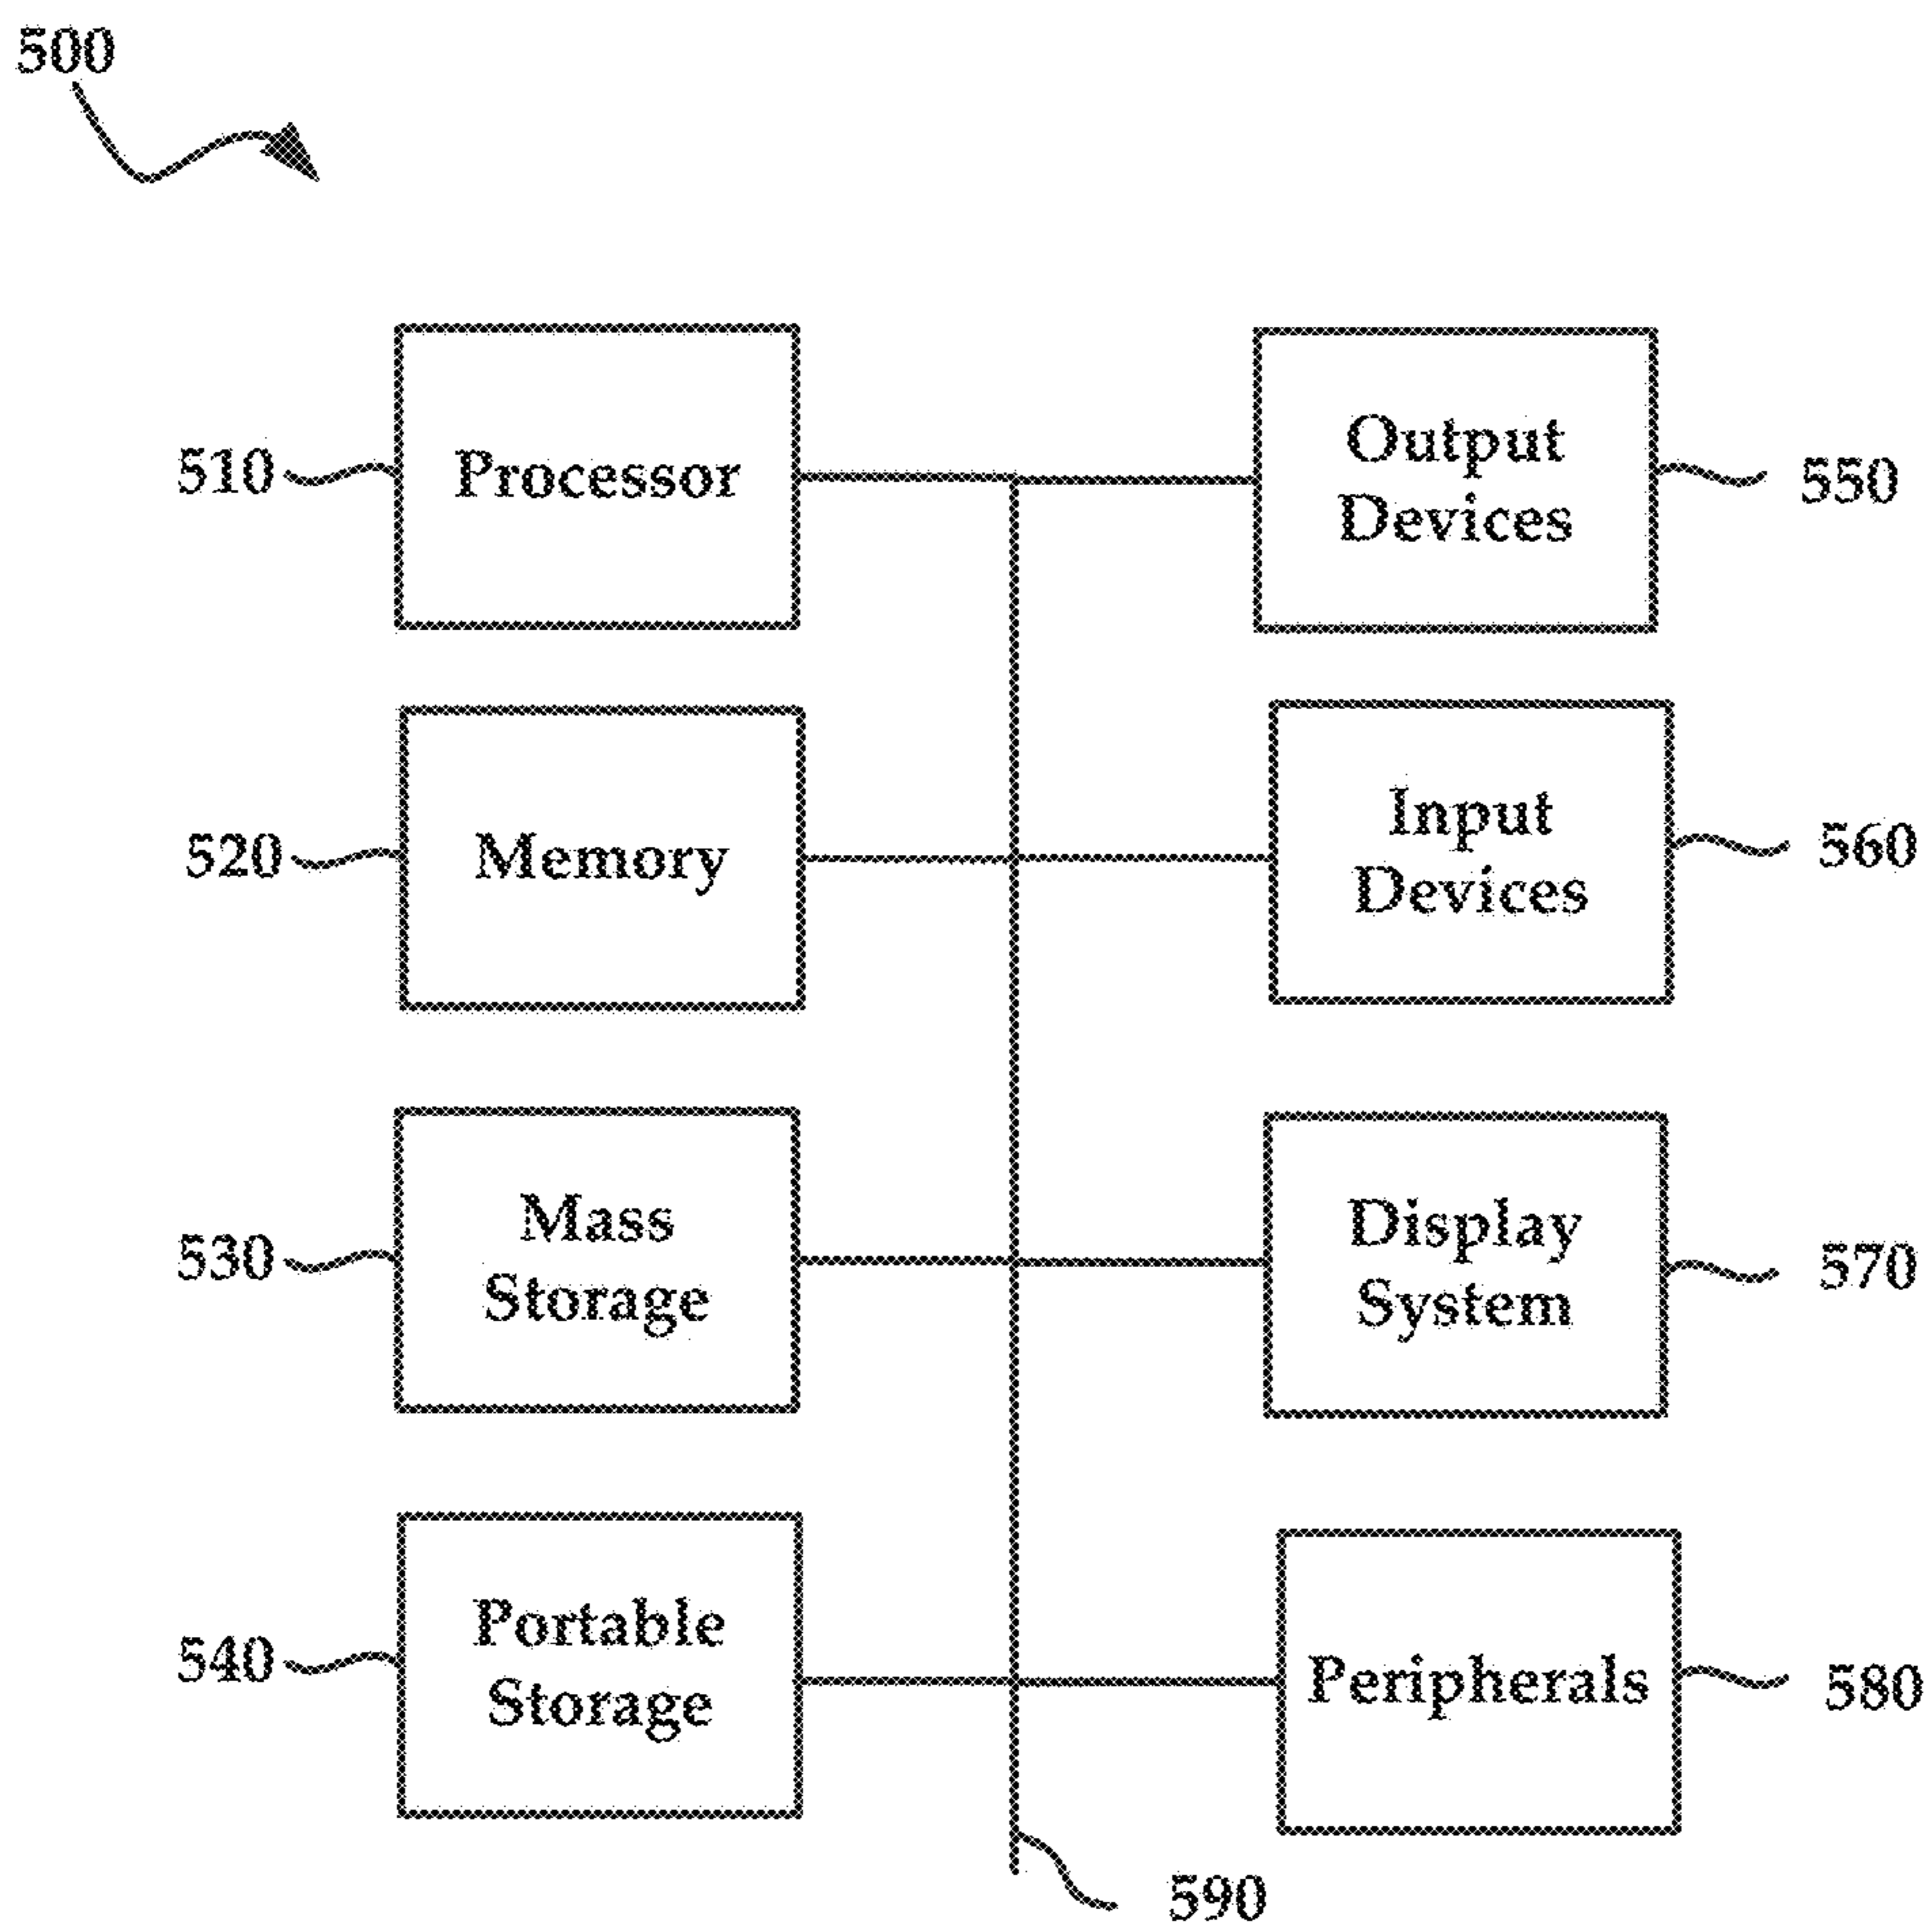 500
510
Processor
Output
Devices
550
520
Memory
Input
Devices
560
530
Mass
Storage
Display
System
570
540
Portable
Storage
Peripherals
580
590